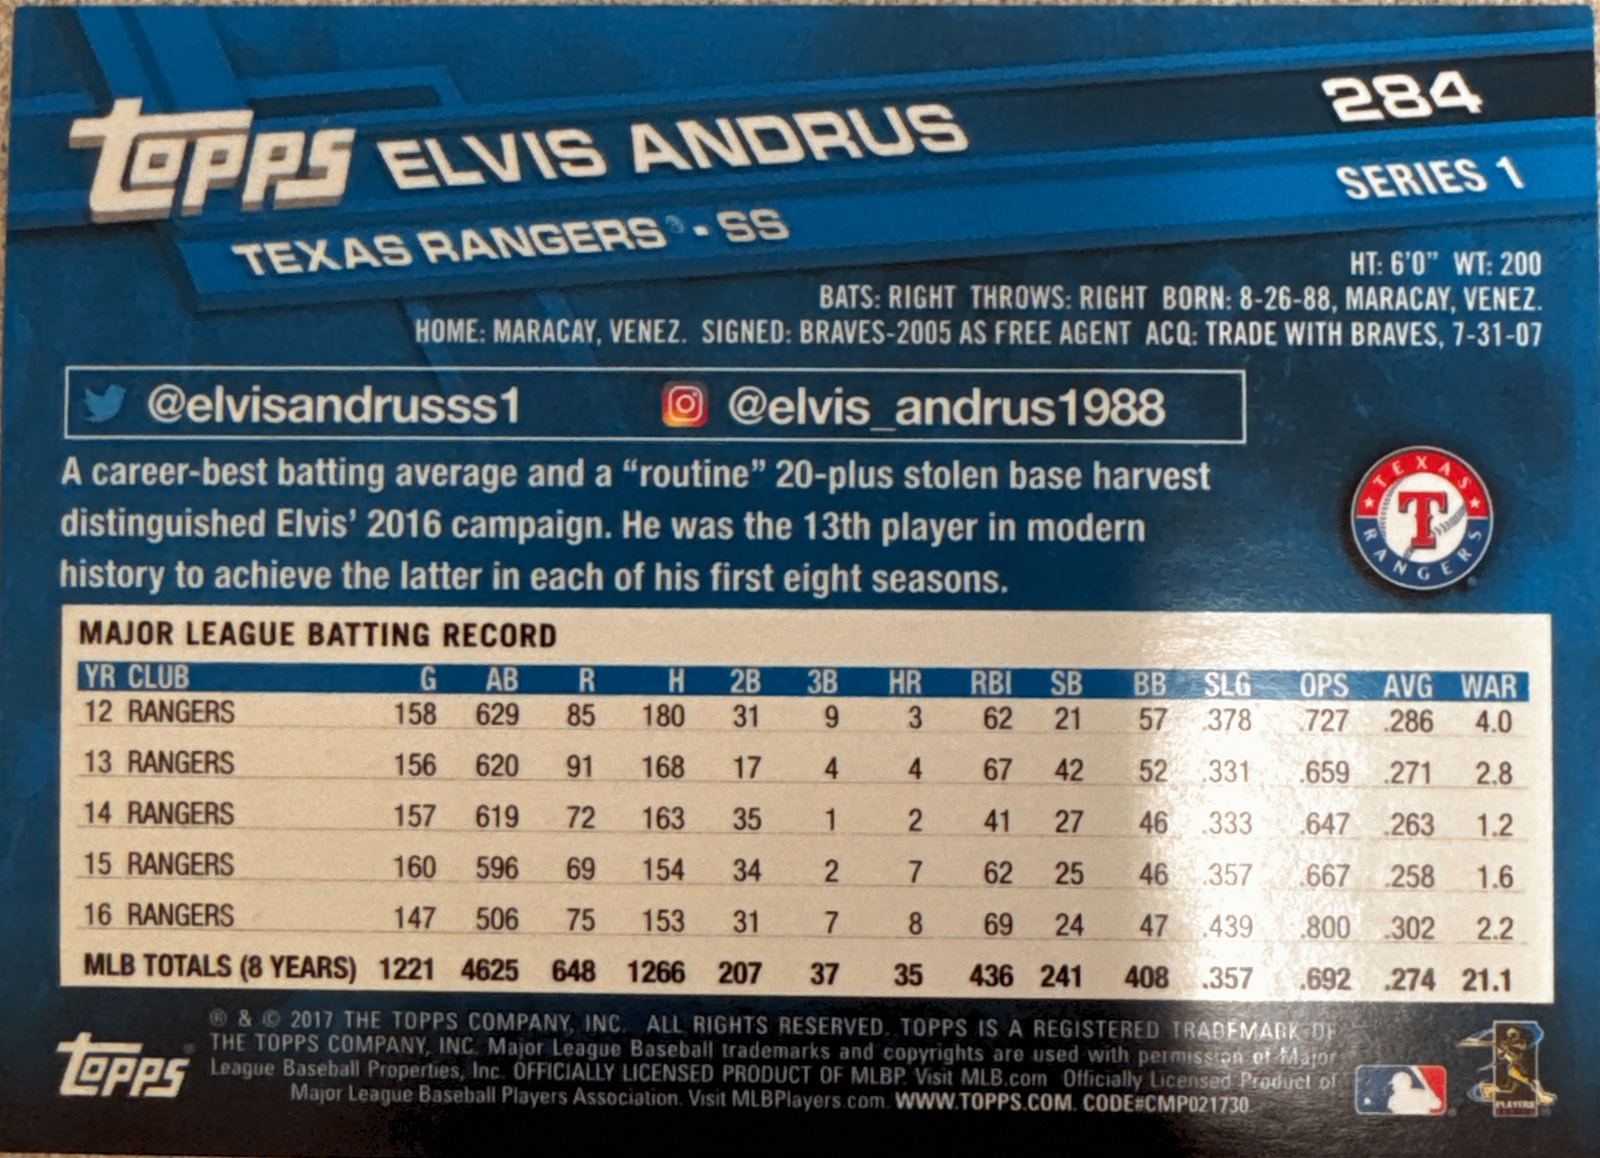 TOPPS ELVIS ANDRUS 284
TEXAS RANGERS® - SS SERIES 1
HT: 6'0" WT: 200
BATS: RIGHT THROWS: RIGHT BORN: 8-26-88, MARACAY, VENEZ.
HOME: MARACAY, VENEZ. SIGNED: BRAVES-2005 AS FREE AGENT ACQ: TRADE WITH BRAVES, 7-31-07
@elvisandrusss1 @elvis_andrus1988
A career-best batting average and a “routine” 20-plus stolen base harvest
distinguished Elvis’ 2016 campaign. He was the 13th player in modern
history to achieve the latter in each of his first eight seasons.
TEXAS
T
RANGERS
MAJOR LEAGUE BATTING RECORD
YR CLUB G AB R H 2B 3B HR RBI SB BB SLG OPS AVG WAR
12 RANGERS 158 629 85 180 31 9 3 62 21 57 .378 .727 .286 4.0
13 RANGERS 156 620 91 168 17 4 4 67 42 52 .331 .659 .271 2.8
14 RANGERS 157 619 72 163 35 1 2 41 27 46 .333 .647 .263 1.2
15 RANGERS 160 596 69 154 34 2 7 62 25 46 .357 .667 .258 1.6
16 RANGERS 147 506 75 153 31 7 8 69 24 47 .439 .800 .302 2.2
MLB TOTALS (8 YEARS) 1221 4625 648 1266 207 37 35 436 241 408 .357 .692 .274 21.1
® & © 2017 THE TOPPS COMPANY, INC. ALL RIGHTS RESERVED. TOPPS IS A REGISTERED TRADEMARK OF
THE TOPPS COMPANY, INC. Major League Baseball trademarks and copyrights are used with permission of Major
League Baseball Properties, Inc. OFFICIALLY LICENSED PRODUCT OF MLBP. Visit MLB.com Officially Licensed Product of
Major League Baseball Players Association. Visit MLBPlayers.com. WWW.TOPPS.COM. CODE#CMP021730
TOPPS
PLAYERS